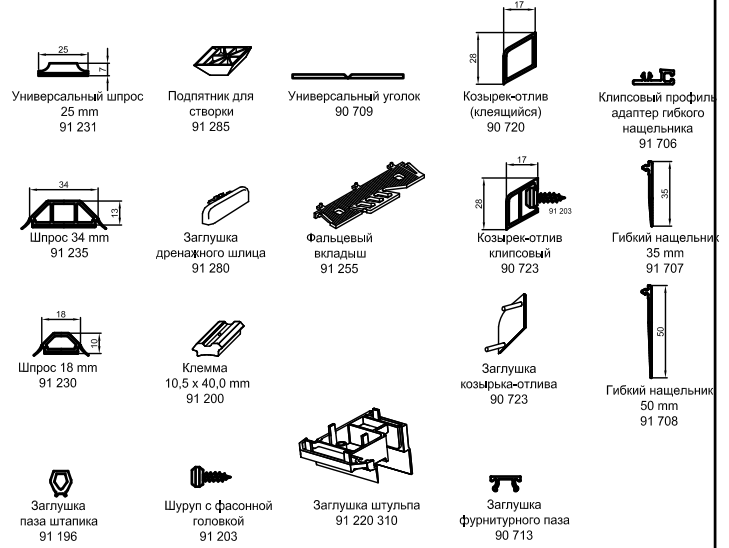 25
7
Универсальный шпрос
25 mm
91 231
Подпятник для
створки
91 285
Универсальный уголок
90 709
17
28
Козырек-отлив
(клеящийся)
90 720
Клипсовый профиль
адаптер гибкого
нащельника
91 706
34
13
Шпрос 34 mm
91 235
Заглушка
дренажного шлица
91 280
Фальцевый
вкладыш
91 255
17
28
91 203
Козырек-отлив
клипсовый
90 723
35
Гибкий нащельник
35 mm
91 707
18
10
Шпрос 18 mm
91 230
Клемма
10,5 x 40,0 mm
91 200
Заглушка
козырька-отлива
90 723
50
Гибкий нащельник
50 mm
91 708
Заглушка
паза штапика
91 196
Шуруп с фасонной
головкой
91 203
Заглушка штульпа
91 220 310
Заглушка
фурнитурного паза
90 713